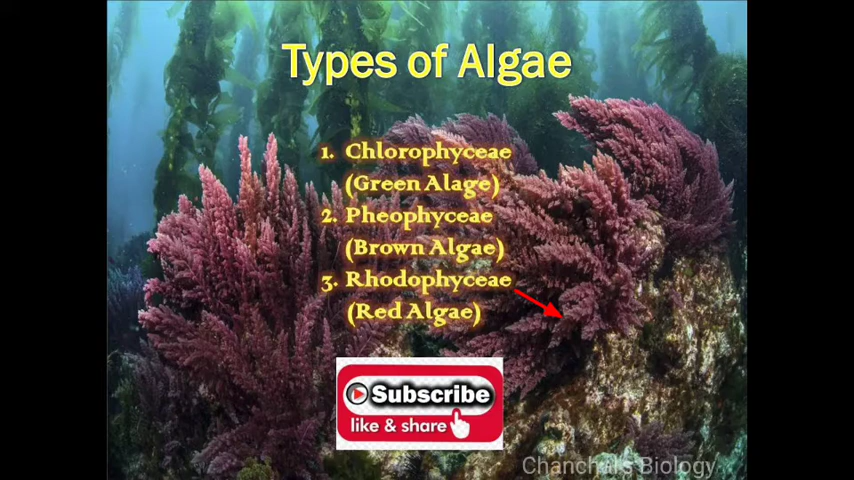 Types of Algae
1. Chlorophyceae
(Green Alage)
2. Pheophyceae
(Brown Algae)
3. Rhodophyceae
(Red Algae)
Subscribe
like & share
Chanchal's Biology